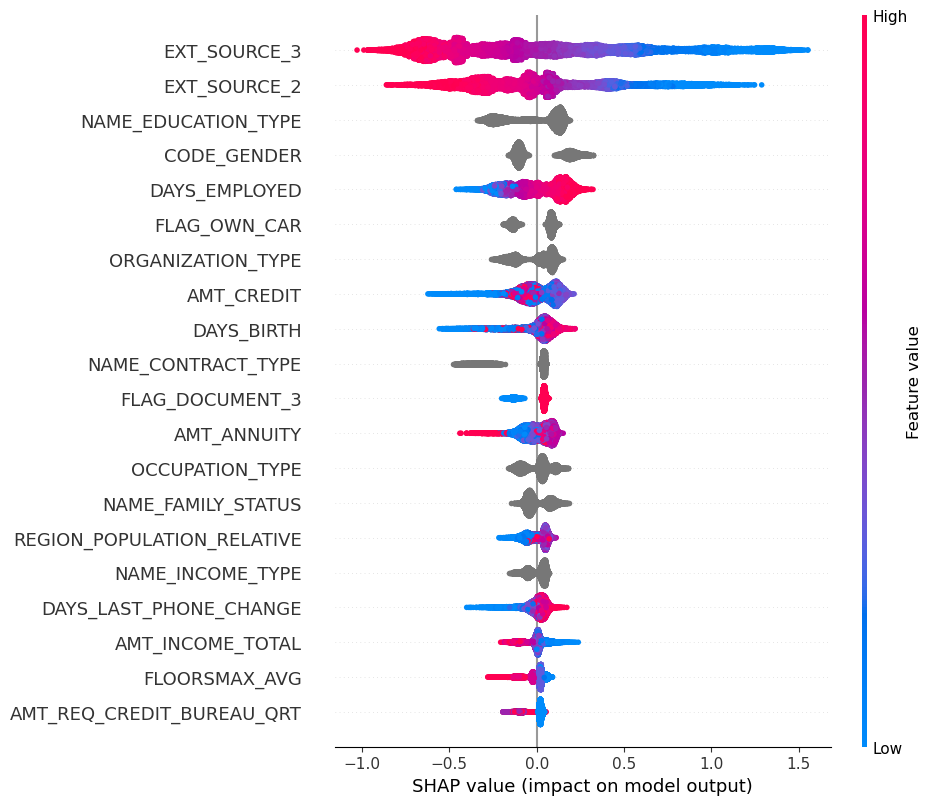 High
EXT_SOURCE_3
EXT_SOURCE_2
NAME_EDUCATION_TYPE
CODE_GENDER
DAYS_EMPLOYED
FLAG_OWN_CAR
ORGANIZATION_TYPE
AMT_CREDIT
DAYS_BIRTH
NAME_CONTRACT_TYPE
FLAG_DOCUMENT_3
AMT_ANNUITY
OCCUPATION_TYPE
NAME_FAMILY_STATUS
REGION_POPULATION_RELATIVE
NAME_INCOME_TYPE
DAYS_LAST_PHONE_CHANGE
AMT_INCOME_TOTAL
FLOORSMAX_AVG
AMT_REQ_CREDIT_BUREAU_QRT
Feature value
Low
−1.0 −0.5 0.0 0.5 1.0 1.5
SHAP value (impact on model output)